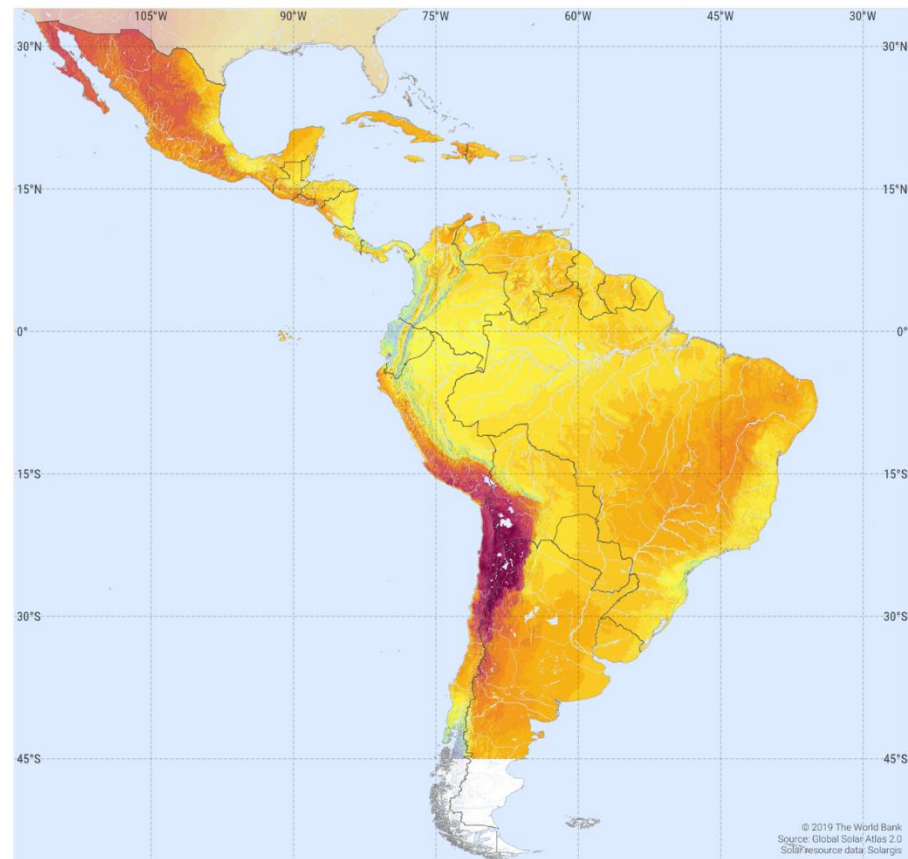 105°W 90°W 75°W 60°W 45°W 30°W
30°N 30°N
15°N 15°N
0° 0°
15°S 15°S
30°S 30°S
45°S 45°S
© 2019 The World Bank
Source: Global Solar Atlas 2.0
Solar resource data: Solargis